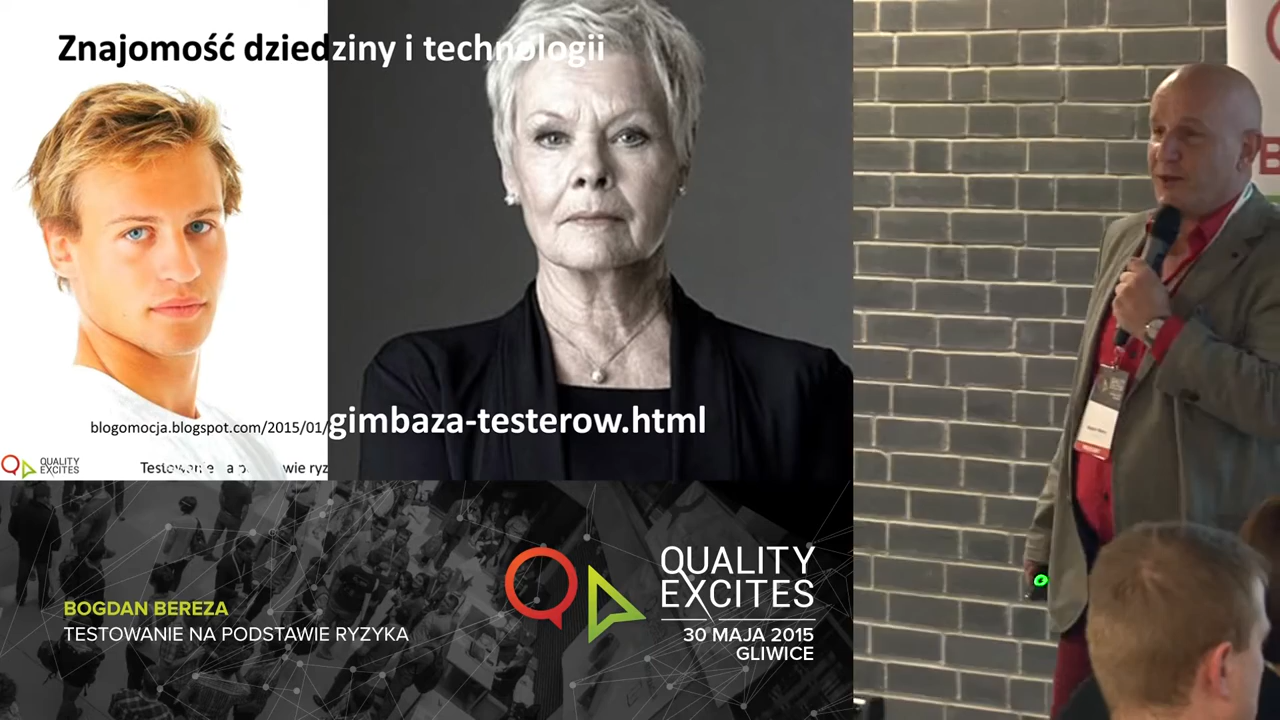 Znajomość dziedziny i technologii
blogomocja.blogspot.com/2015/01/gimbaza-testerow.html
QUALITY
EXCITES
BOGDAN BEREZA
TESTOWANIE NA PODSTAWIE RYZYKA
QUALITY
EXCITES
30 MAJA 2015
GLIWICE